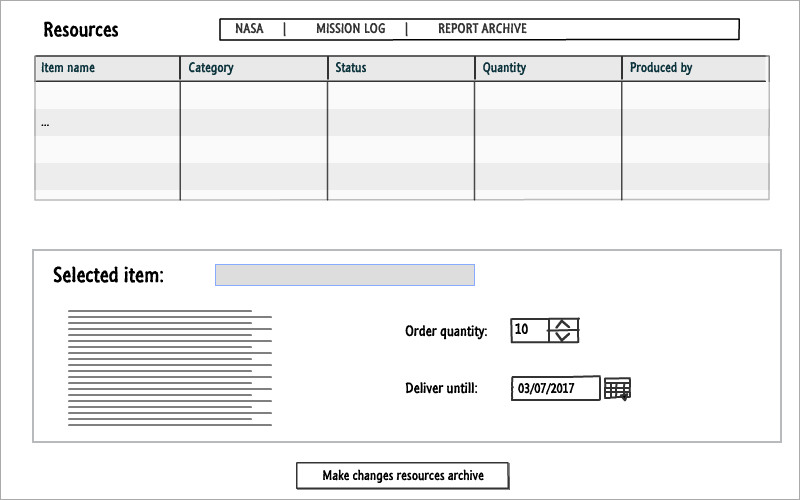 Resources
NASA | MISSION LOG | REPORT ARCHIVE
Item name Category Status Quantity Produced by
...
Selected item:
Order quantity: 10
Deliver untill: 03/07/2017
Make changes resources archive